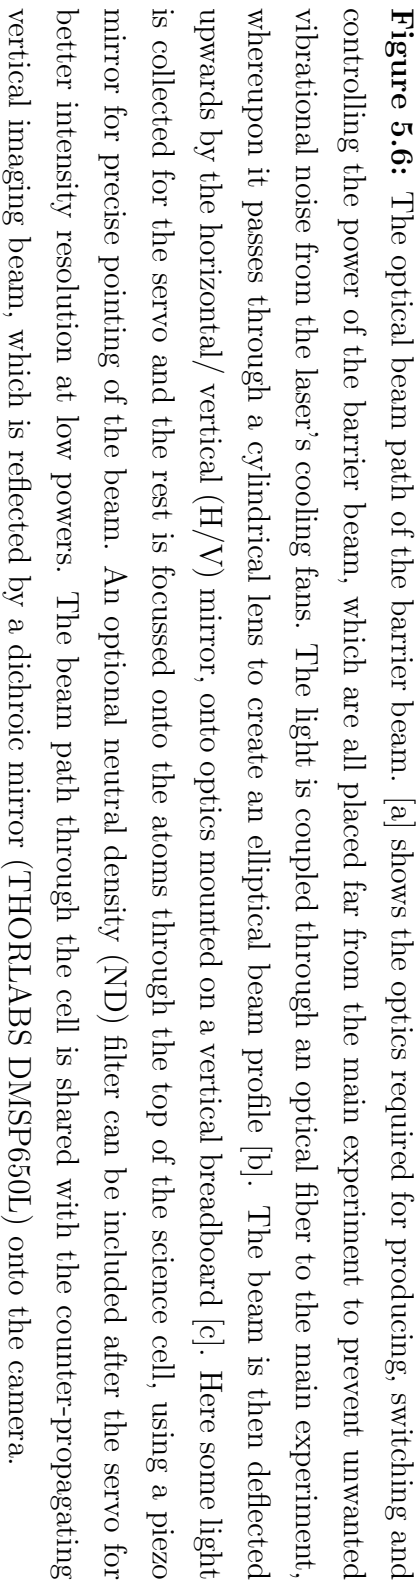 Figure 5.6: The optical beam path of the barrier beam. [a] shows the optics required for producing, switching and
controlling the power of the barrier beam, which are all placed far from the main experiment to prevent unwanted
vibrational noise from the laser's cooling fans. The light is coupled through an optical fiber to the main experiment,
whereupon it passes through a cylindrical lens to create an elliptical beam profile [b]. The beam is then deflected
upwards by the horizontal/ vertical (H/V) mirror, onto optics mounted on a vertical breadboard [c]. Here some light
is collected for the servo and the rest is focussed onto the atoms through the top of the science cell, using a piezo
mirror for precise pointing of the beam. An optional neutral density (ND) filter can be included after the servo for
better intensity resolution at low powers. The beam path through the cell is shared with the counter-propagating
vertical imaging beam, which is reflected by a dichroic mirror (THORLABS DMSP650L) onto the camera.